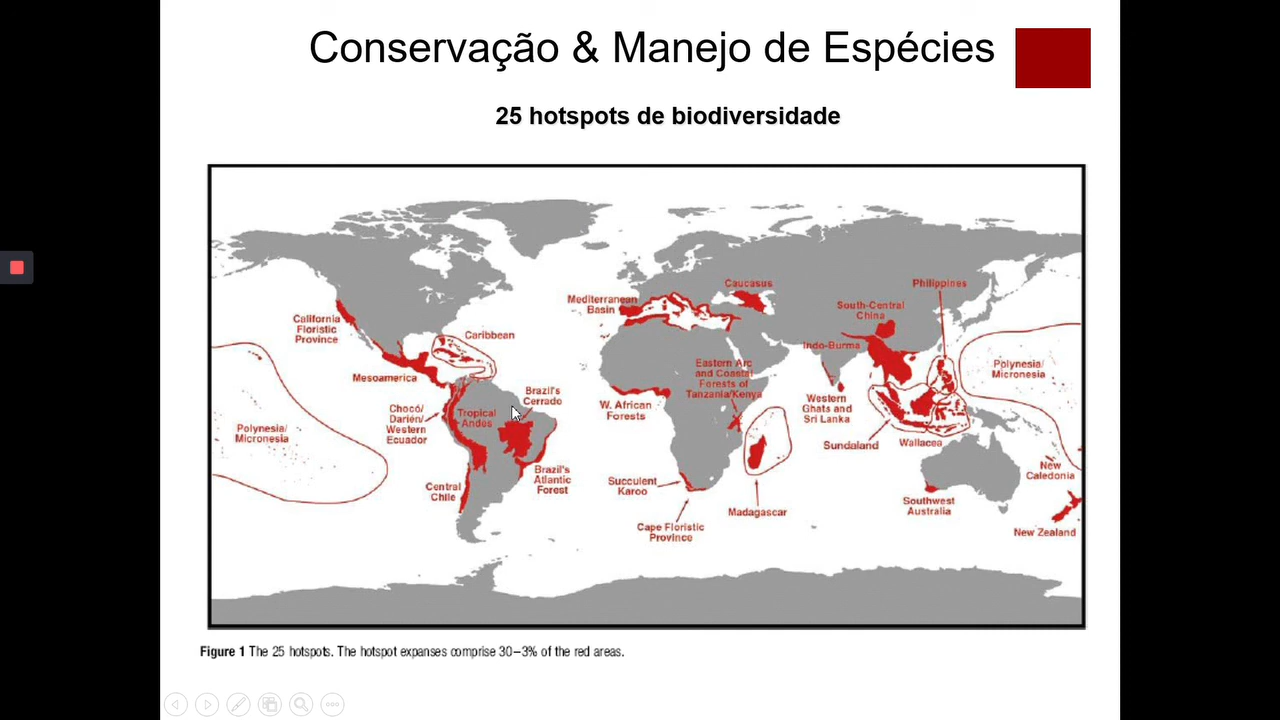 Conservação & Manejo de Espécies
25 hotspots de biodiversidade
Caucasus
Philippines
Mediterranean
Basin
South-Central
China
California
Floristic
Province
Caribbean
Indo-Burma
Eastern Arc
and Coastal
Forests of
Tanzania/Kenya
Polynesia/
Micronesia
Mesoamerica
Brazil's
Cerrado
W. African
Forests
Western
Ghats and
Sri Lanka
Chocó/
Darién/
Western
Ecuador
Tropical
Andes
Polynesia/
Micronesia
Sundaland
Wallacea
New
Caledonia
Brazil's
Atlantic
Forest
Central
Chile
Succulent
Karoo
Madagascar
Southwest
Australia
Cape Floristic
Province
New Zealand
Figure 1 The 25 hotspots. The hotspot expanses comprise 30–3% of the red areas.